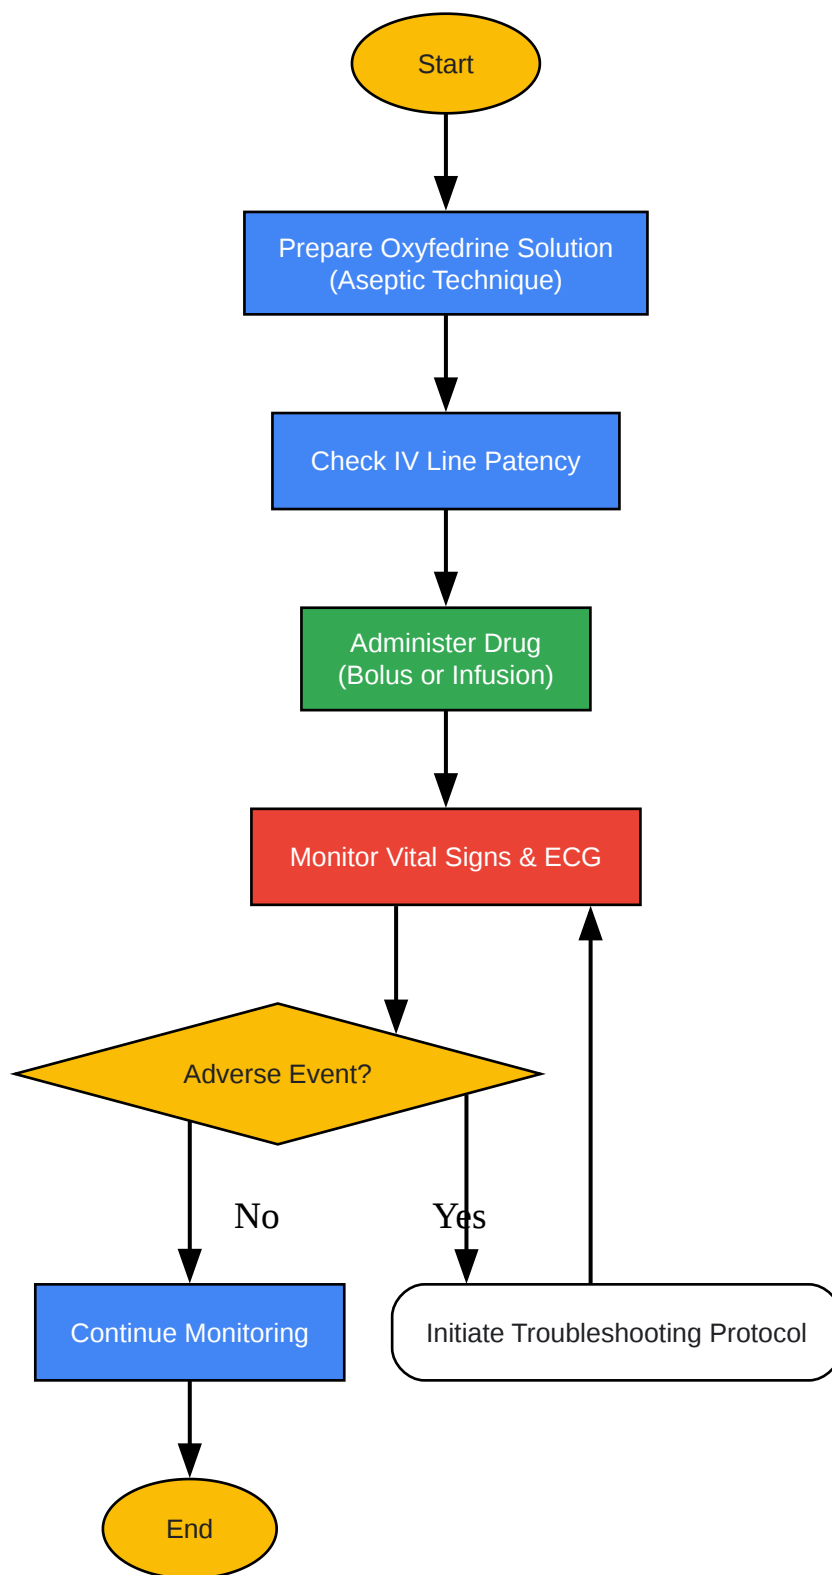 Start
Prepare Oxyfedrine Solution
(Aseptic Technique)
Check IV Line Patency
Administer Drug
(Bolus or Infusion)
Monitor Vital Signs & ECG
Adverse Event?
No
Yes
Continue Monitoring
Initiate Troubleshooting Protocol
End